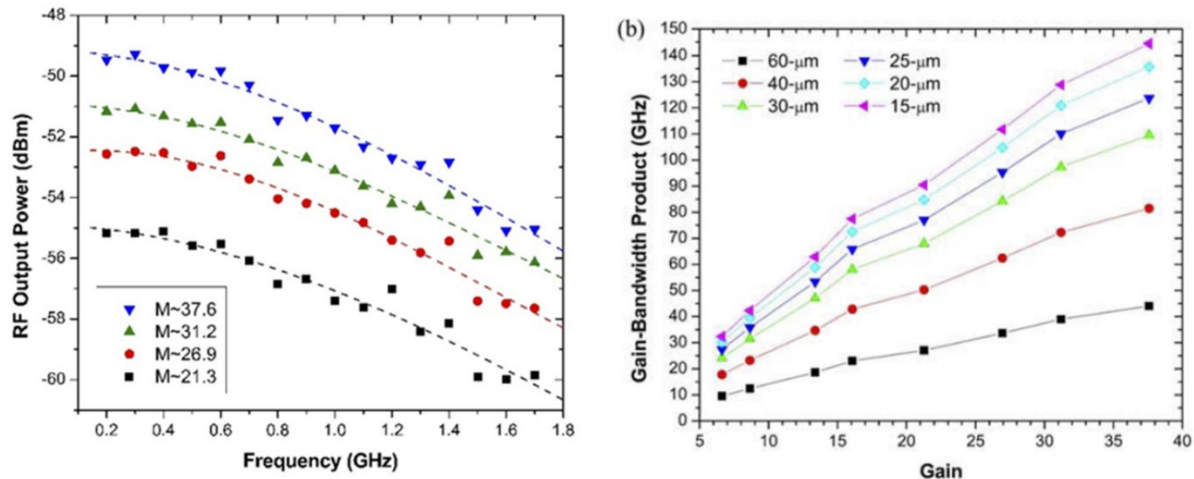 -48
-50
-52
-54
-56
-58
-60
RF Output Power (dBm)
M~37.6
M~31.2
M~26.9
M~21.3
0.2 0.4 0.6 0.8 1.0 1.2 1.4 1.6 1.8
Frequency (GHz)
(b)
150
140
130
120
110
100
90
80
70
60
50
40
30
20
10
0
Gain-Bandwidth Product (GHz)
60-μm 25-μm
40-μm 20-μm
30-μm 15-μm
5 10 15 20 25 30 35 40
Gain